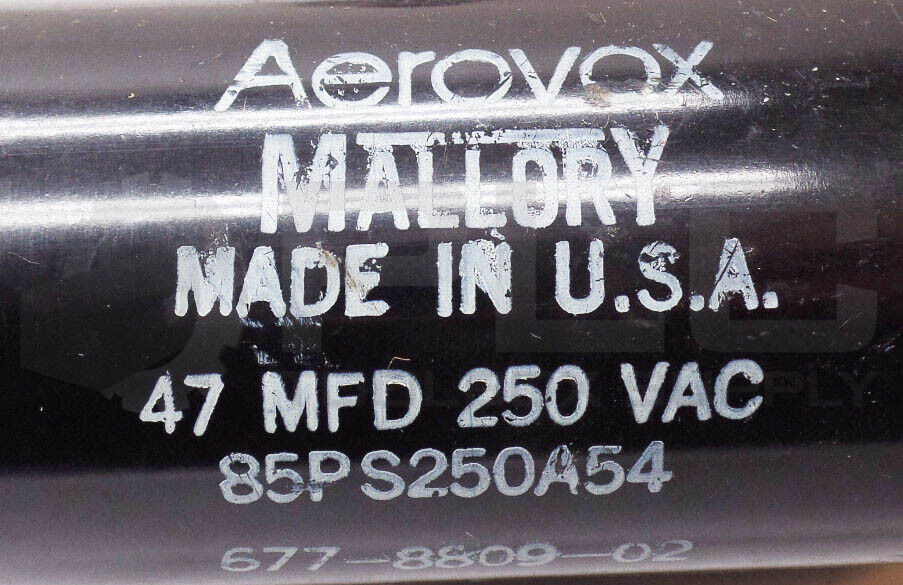 Aerovox
MALLORY
MADE IN U.S.A.
47 MFD 250 VAC
85PS250A54
677-8809-02